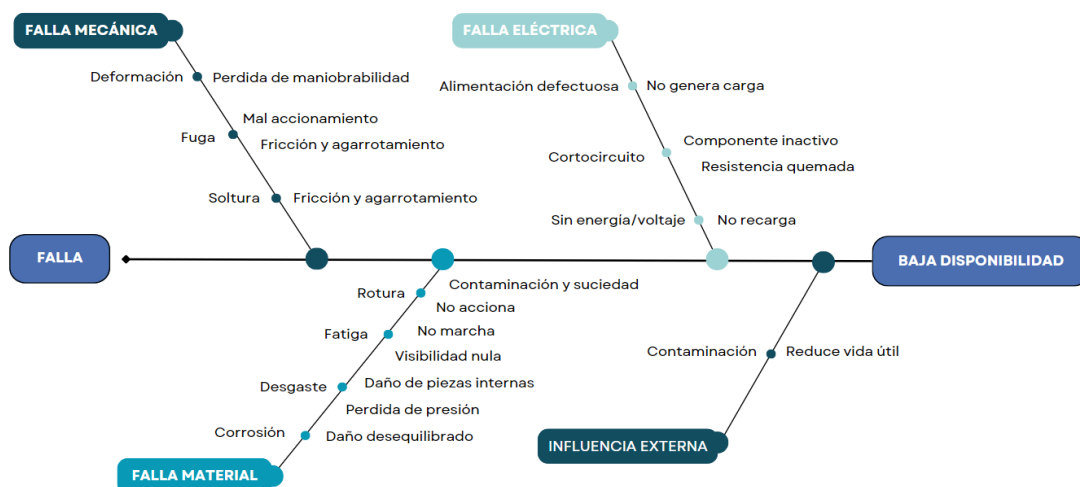 FALLA MECÁNICA
Deformación
Perdida de maniobrabilidad
Mal accionamiento
Fuga
Fricción y agarrotamiento
Soltura
Fricción y agarrotamiento
FALLA ELÉCTRICA
Alimentación defectuosa
No genera carga
Componente inactivo
Cortocircuito
Resistencia quemada
Sin energía/voltaje
No recarga
FALLA
BAJA DISPONIBILIDAD
Contaminación y suciedad
Rotura
No acciona
No marcha
Fatiga
Visibilidad nula
Daño de piezas internas
Desgaste
Perdida de presión
Corrosión
Daño desequilibrado
FALLA MATERIAL
Contaminación
Reduce vida útil
INFLUENCIA EXTERNA